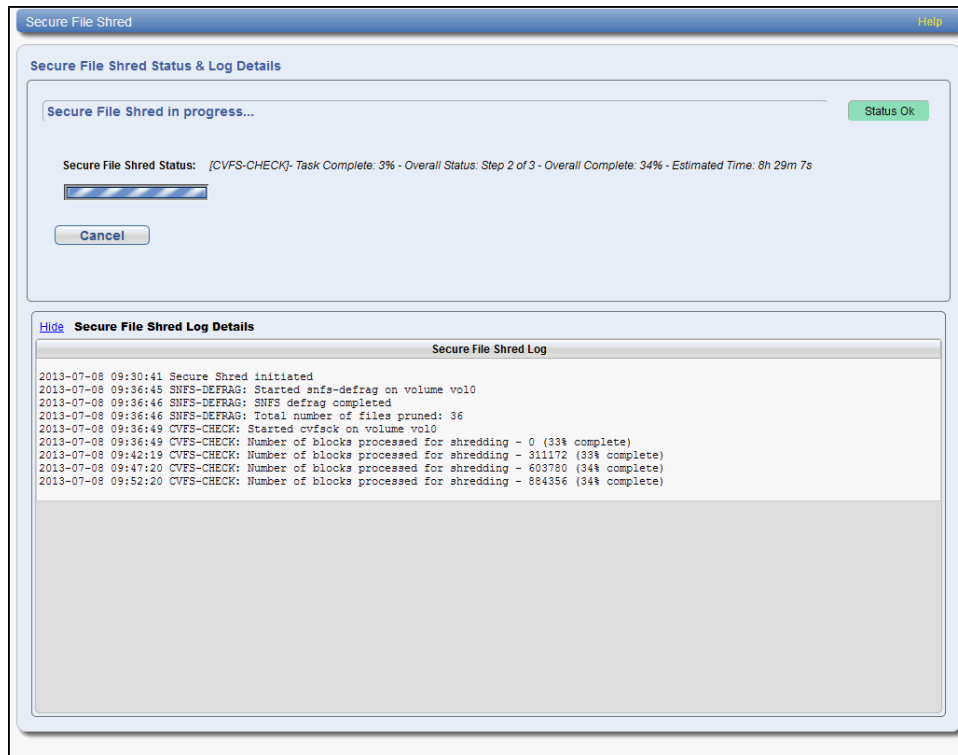 Secure File Shred Help
Secure File Shred Status & Log Details
Secure File Shred in progress... Status Ok
Secure File Shred Status: [CVFS-CHECK]- Task Complete: 3% - Overall Status: Step 2 of 3 - Overall Complete: 34% - Estimated Time: 8h 29m 7s
Cancel
Hide Secure File Shred Log Details
Secure File Shred Log
2013-07-08 09:30:41 Secure Shred initiated
2013-07-08 09:36:45 SNFS-DEFRAG: Started snfs-defrag on volume vol0
2013-07-08 09:36:46 SNFS-DEFRAG: SNFS defrag completed
2013-07-08 09:36:46 SNFS-DEFRAG: Total number of files pruned: 36
2013-07-08 09:36:49 CVFS-CHECK: Started cvfsck on volume vol0
2013-07-08 09:36:49 CVFS-CHECK: Number of blocks processed for shredding - 0 (33% complete)
2013-07-08 09:42:19 CVFS-CHECK: Number of blocks processed for shredding - 311172 (33% complete)
2013-07-08 09:47:20 CVFS-CHECK: Number of blocks processed for shredding - 603780 (34% complete)
2013-07-08 09:52:20 CVFS-CHECK: Number of blocks processed for shredding - 884356 (34% complete)